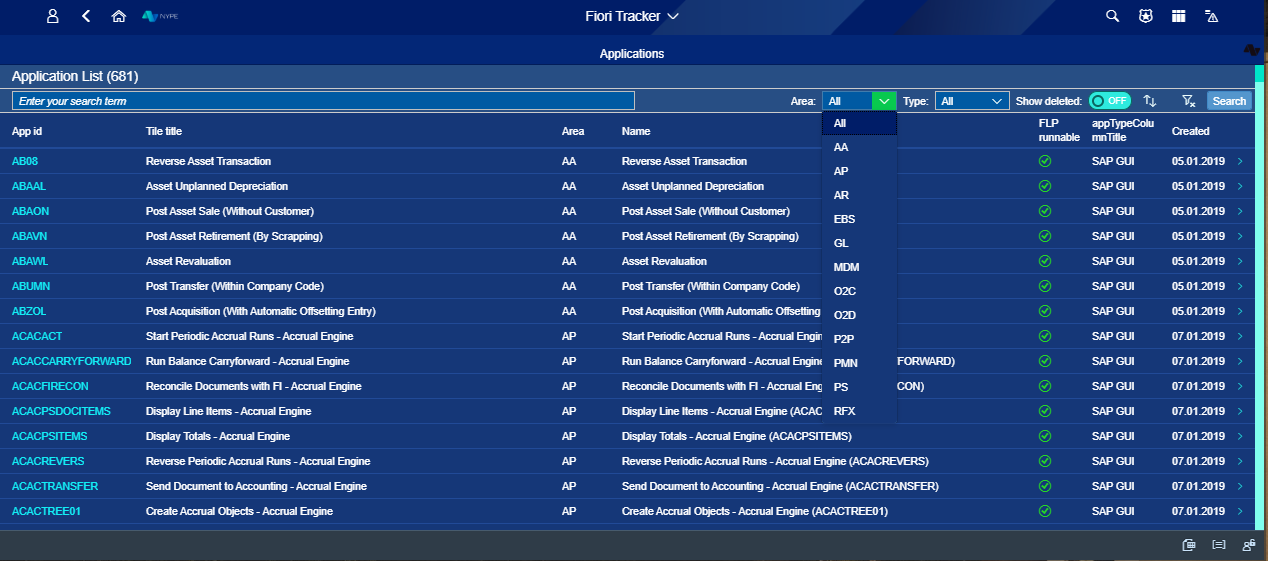 NYPE
Fiori Tracker
Applications
Application List (681)
Enter your search term Area: All Type: All Show deleted: OFF Search
App id Tile title Area Name FLP runnable appTypeColumnTitle Created
All
AA
AP
AR
EBS
GL
MDM
O2C
O2D
P2P
PMN
PS
RFX
AB08 Reverse Asset Transaction AA Reverse Asset Transaction SAP GUI 05.01.2019
ABAAL Asset Unplanned Depreciation AA Asset Unplanned Depreciation SAP GUI 05.01.2019
ABAON Post Asset Sale (Without Customer) AA Post Asset Sale (Without Customer) SAP GUI 05.01.2019
ABAVN Post Asset Retirement (By Scrapping) AA Post Asset Retirement (By Scrapping) SAP GUI 05.01.2019
ABAWL Asset Revaluation AA Asset Revaluation SAP GUI 05.01.2019
ABUMN Post Transfer (Within Company Code) AA Post Transfer (Within Company Code) SAP GUI 05.01.2019
ABZOL Post Acquisition (With Automatic Offsetting Entry) AA Post Acquisition (With Automatic Offsetting SAP GUI 05.01.2019
ACACACT Start Periodic Accrual Runs - Accrual Engine AP Start Periodic Accrual Runs - Accrual Engin SAP GUI 07.01.2019
ACACCARRYFORWARD Run Balance Carryforward - Accrual Engine AP Run Balance Carryforward - Accrual Engine FORWARD) SAP GUI 07.01.2019
ACACFIRECON Reconcile Documents with FI - Accrual Engine AP Reconcile Documents with FI - Accrual Eng CON) SAP GUI 07.01.2019
ACACPSDOCITEMS Display Line Items - Accrual Engine AP Display Line Items - Accrual Engine (ACAC SAP GUI 07.01.2019
ACACPSITEMS Display Totals - Accrual Engine AP Display Totals - Accrual Engine (ACACPSITEMS) SAP GUI 07.01.2019
ACACREVERS Reverse Periodic Accrual Runs - Accrual Engine AP Reverse Periodic Accrual Runs - Accrual Engine (ACACREVERS) SAP GUI 07.01.2019
ACACTRANSFER Send Document to Accounting - Accrual Engine AP Send Document to Accounting - Accrual Engine (ACACTRANSFER) SAP GUI 07.01.2019
ACACTREE01 Create Accrual Objects - Accrual Engine AP Create Accrual Objects - Accrual Engine (ACACTREE01) SAP GUI 07.01.2019